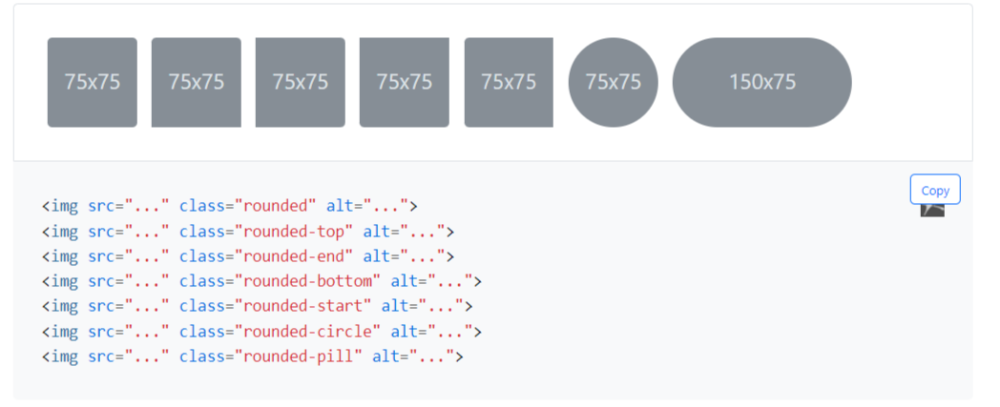 75x75 75x75 75x75 75x75 75x75 75x75 150x75
Copy
<img src="..." class="rounded" alt="...">
<img src="..." class="rounded-top" alt="...">
<img src="..." class="rounded-end" alt="...">
<img src="..." class="rounded-bottom" alt="...">
<img src="..." class="rounded-start" alt="...">
<img src="..." class="rounded-circle" alt="...">
<img src="..." class="rounded-pill" alt="...">